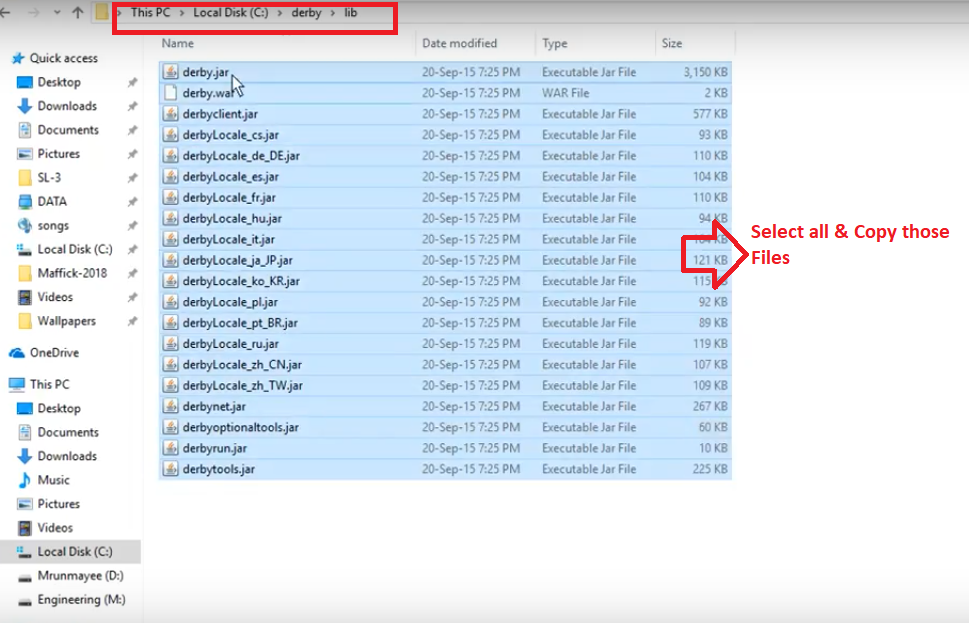 This PC > Local Disk (C:) > derby > lib
Name Date modified Type Size
Quick access
Desktop
Downloads
Documents
Pictures
SL-3
DATA
songs
Local Disk (C:)
Maffick-2018
Videos
Wallpapers
OneDrive
This PC
Desktop
Documents
Downloads
Music
Pictures
Videos
Local Disk (C:)
Mrunmayee (D:)
Engineering (M:)
derby.jar 20-Sep-15 7:25 PM Executable Jar File 3,150 KB
derby.war 20-Sep-15 7:25 PM WAR File 2 KB
derbyclient.jar 20-Sep-15 7:25 PM Executable Jar File 577 KB
derbyLocale_cs.jar 20-Sep-15 7:25 PM Executable Jar File 93 KB
derbyLocale_de_DE.jar 20-Sep-15 7:25 PM Executable Jar File 110 KB
derbyLocale_es.jar 20-Sep-15 7:25 PM Executable Jar File 104 KB
derbyLocale_fr.jar 20-Sep-15 7:25 PM Executable Jar File 110 KB
derbyLocale_hu.jar 20-Sep-15 7:25 PM Executable Jar File 94 KB
derbyLocale_it.jar 20-Sep-15 7:25 PM Executable Jar File KB
derbyLocale_ja_JP.jar 20-Sep-15 7:25 PM Executable Jar File 121 KB
derbyLocale_ko_KR.jar 20-Sep-15 7:25 PM Executable Jar File 115 KB
derbyLocale_pl.jar 20-Sep-15 7:25 PM Executable Jar File 92 KB
derbyLocale_pt_BR.jar 20-Sep-15 7:25 PM Executable Jar File 89 KB
derbyLocale_ru.jar 20-Sep-15 7:25 PM Executable Jar File 119 KB
derbyLocale_zh_CN.jar 20-Sep-15 7:25 PM Executable Jar File 107 KB
derbyLocale_zh_TW.jar 20-Sep-15 7:25 PM Executable Jar File 109 KB
derbynet.jar 20-Sep-15 7:25 PM Executable Jar File 267 KB
derbyoptionaltools.jar 20-Sep-15 7:25 PM Executable Jar File 60 KB
derbyrun.jar 20-Sep-15 7:25 PM Executable Jar File 10 KB
derbytools.jar 20-Sep-15 7:25 PM Executable Jar File 225 KB
Select all & Copy those
Files